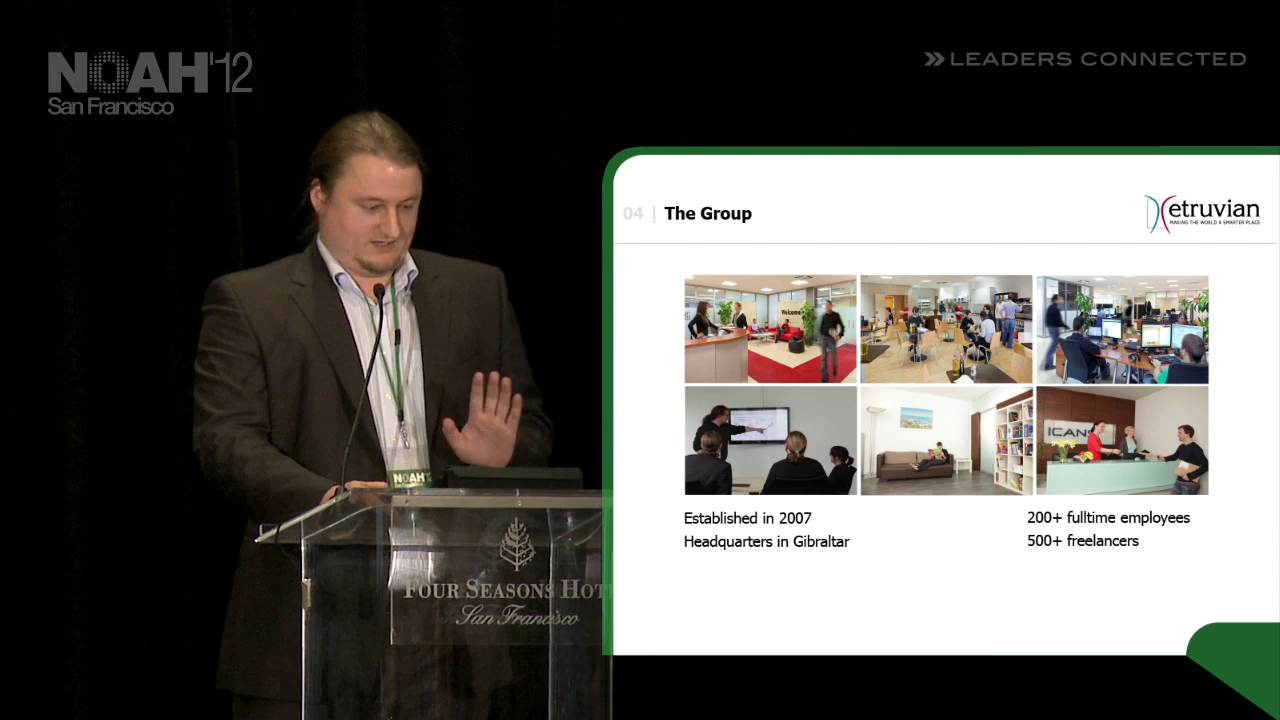 NOAH'12
San Francisco
LEADERS CONNECTED
04 | The Group
etruvian
MAKING THE WORLD A SMARTER PLACE
Welcome
ICANS
Established in 2007
Headquarters in Gibraltar
200+ fulltime employees
500+ freelancers
NOAH'12
FOUR SEASONS HOT
San Francisco